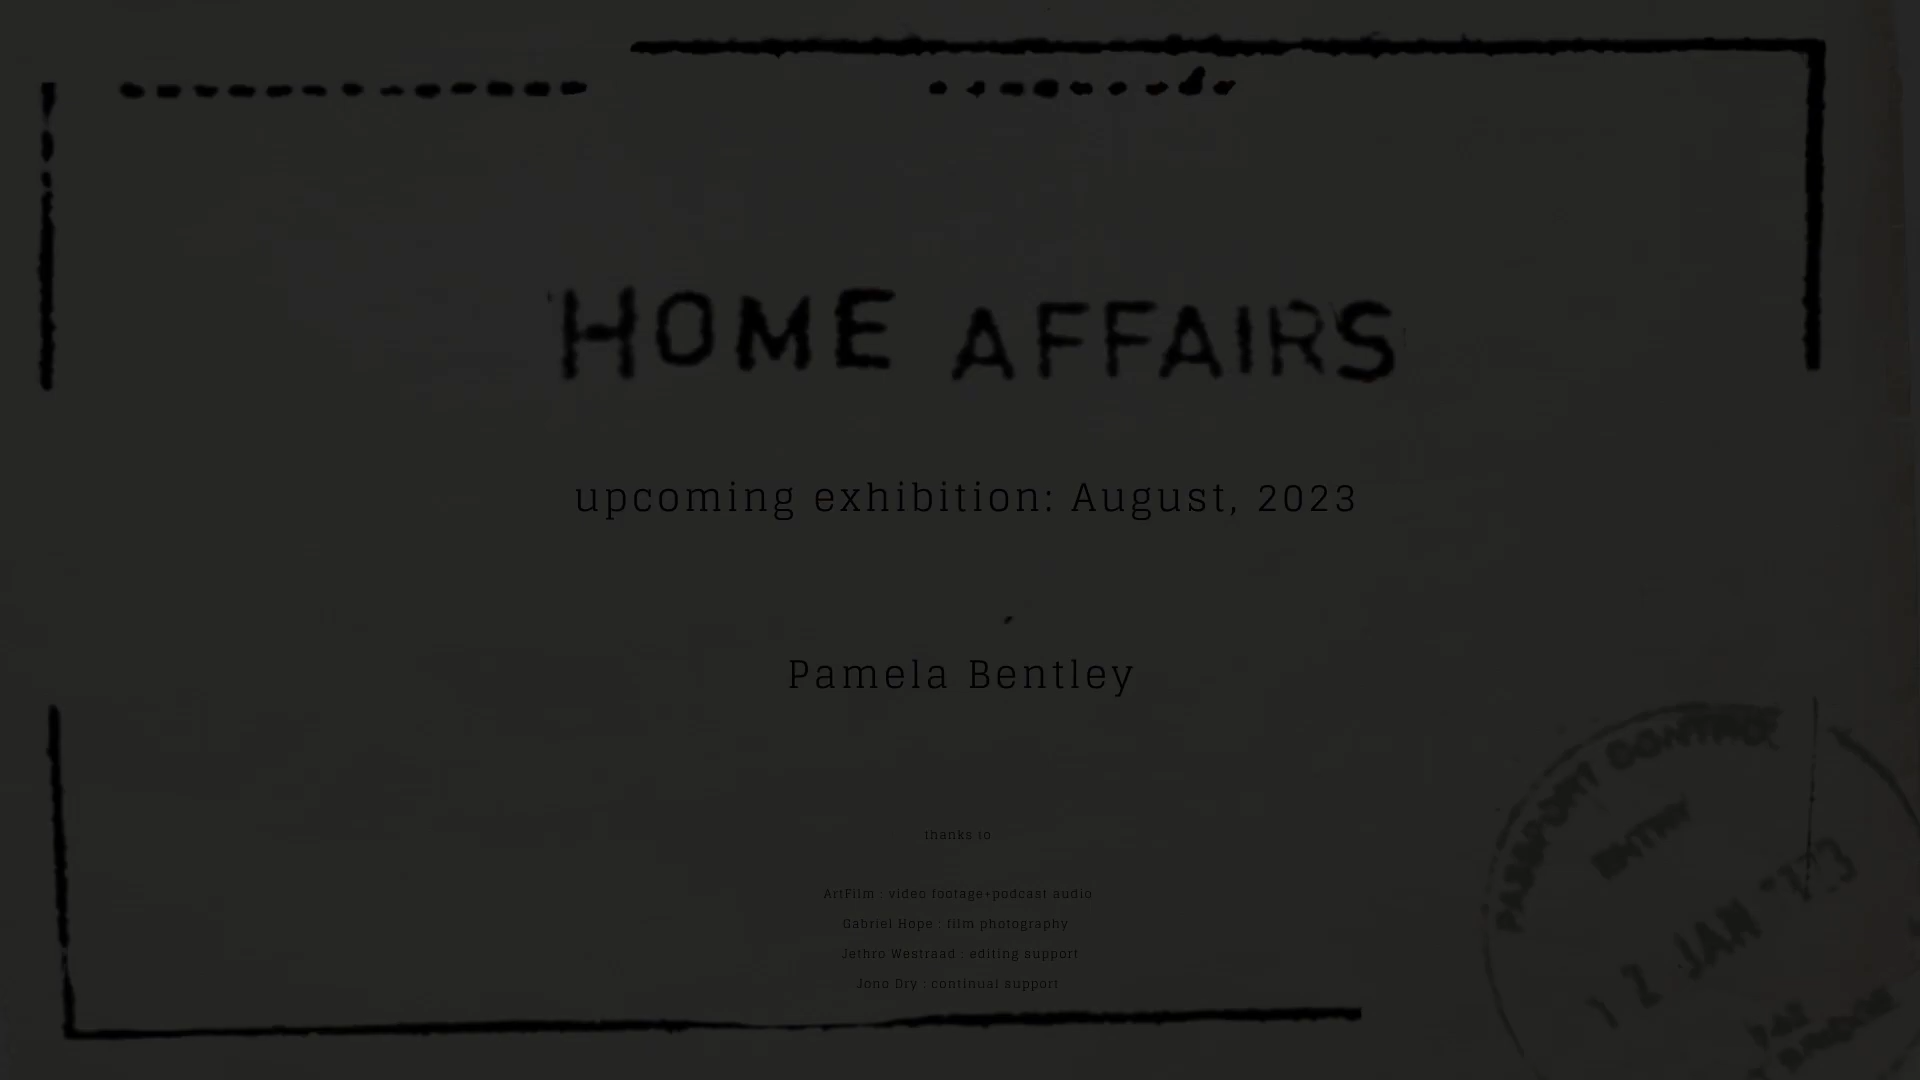 HOME AFFAIRS
upcoming exhibition: August, 2023
Pamela Bentley
thanks to
ArtFilm : video footage+podcast audio
Gabriel Hope : film photography
Jethro Westraad : editing support
Jono Dry : continual support
PASSPORT CONTROL
ENTRY
12 JAN